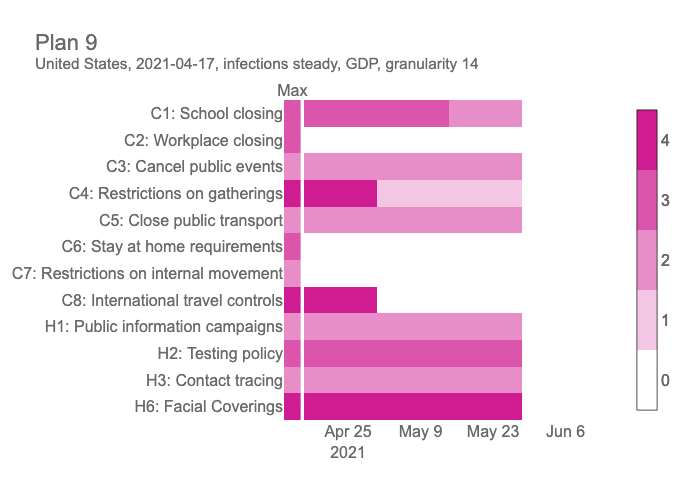 Plan 9
United States, 2021-04-17, infections steady, GDP, granularity 14
Max
C1: School closing
C2: Workplace closing
C3: Cancel public events
C4: Restrictions on gatherings
C5: Close public transport
C6: Stay at home requirements
C7: Restrictions on internal movement
C8: International travel controls
H1: Public information campaigns
H2: Testing policy
H3: Contact tracing
H6: Facial Coverings
Apr 25 May 9 May 23 Jun 6
2021
4
3
2
1
0